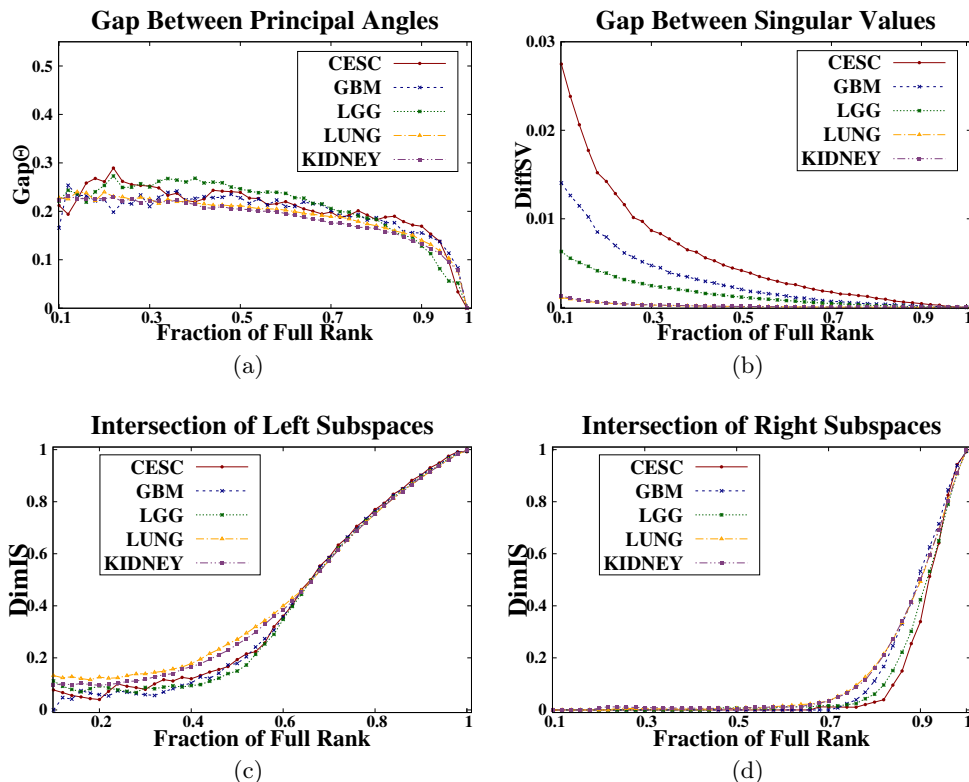 Gap Between Principal Angles
GapΘ
0.5
0.4
0.3
0.2
0.1
0
CESC
GBM
LGG
LUNG
KIDNEY
0.1 0.3 0.5 0.7 0.9 1
Fraction of Full Rank
(a)
Gap Between Singular Values
DiffSV
0.03
0.02
0.01
0
CESC
GBM
LGG
LUNG
KIDNEY
0.1 0.3 0.5 0.7 0.9 1
Fraction of Full Rank
(b)
Intersection of Left Subspaces
DimIS
1
0.8
0.6
0.4
0.2
0
CESC
GBM
LGG
LUNG
KIDNEY
0.2 0.4 0.6 0.8 1
Fraction of Full Rank
(c)
Intersection of Right Subspaces
DimIS
1
0.8
0.6
0.4
0.2
0
CESC
GBM
LGG
LUNG
KIDNEY
0.1 0.3 0.5 0.7 0.9 1
Fraction of Full Rank
(d)